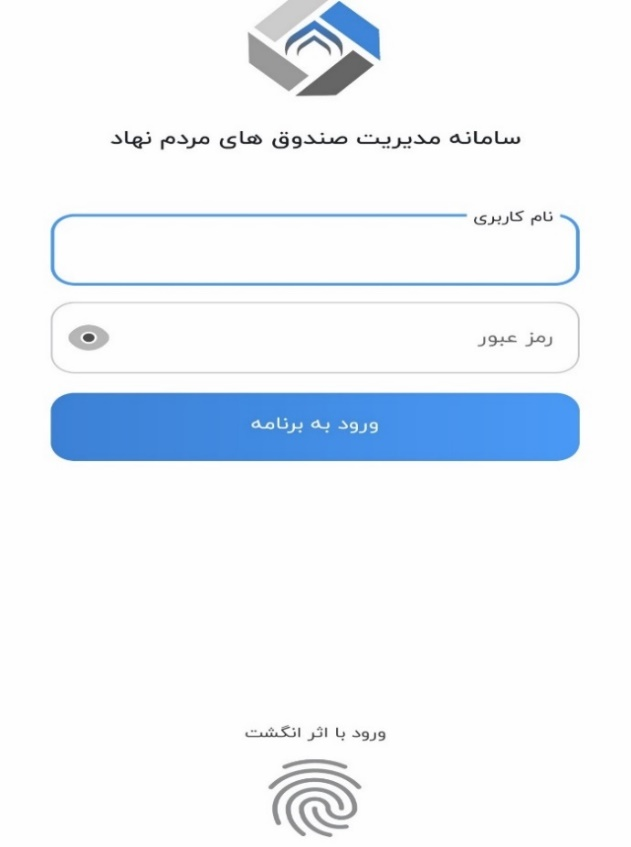 سامانه مدیریت صندوق های مردم نهاد
نام کاربری
رمز عبور
ورود به برنامه
ورود با اثر انگشت